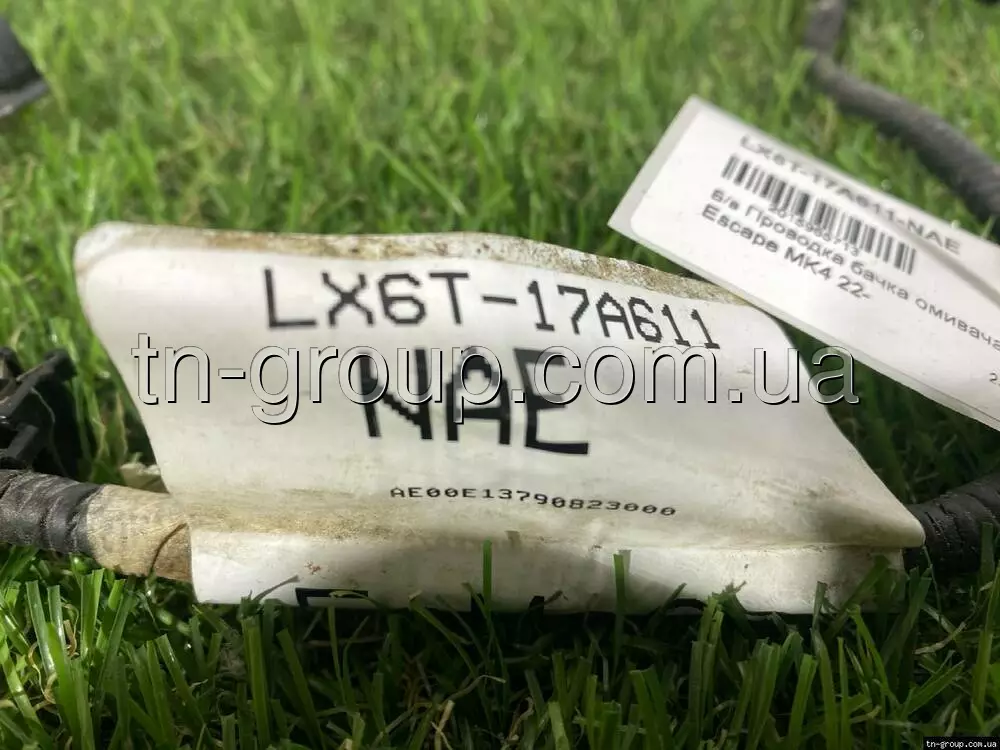 LX6T-17A611-NAE
б/в Проводка бачка омивача
Escape MK4 22-
LX6T-17A611
NAE
tn-group.com.ua
AE00E13790823000
tn-group.com.ua